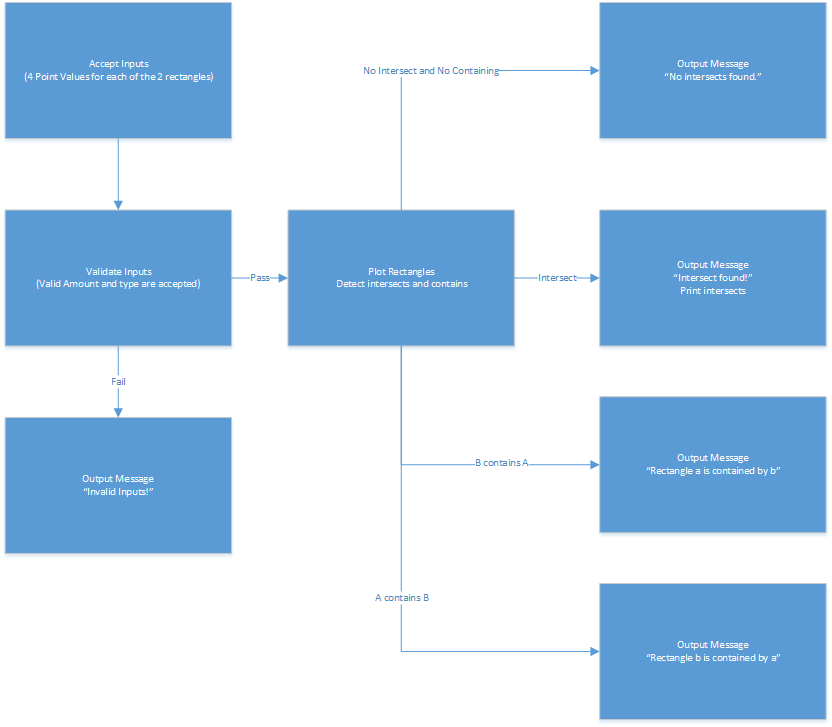 Accept Inputs
(4 Point Values for each of the 2 rectangles)
No Intersect and No Containing
Output Message
“No intersects found.”
Validate Inputs
(Valid Amount and type are accepted)
Pass
Plot Rectangles
Detect intersects and contains
Intersect
Output Message
“Intersect found!”
Print intersects
Fail
Output Message
“Invalid Inputs!”
B contains A
Output Message
“Rectangle a is contained by b”
A contains B
Output Message
“Rectangle b is contained by a”